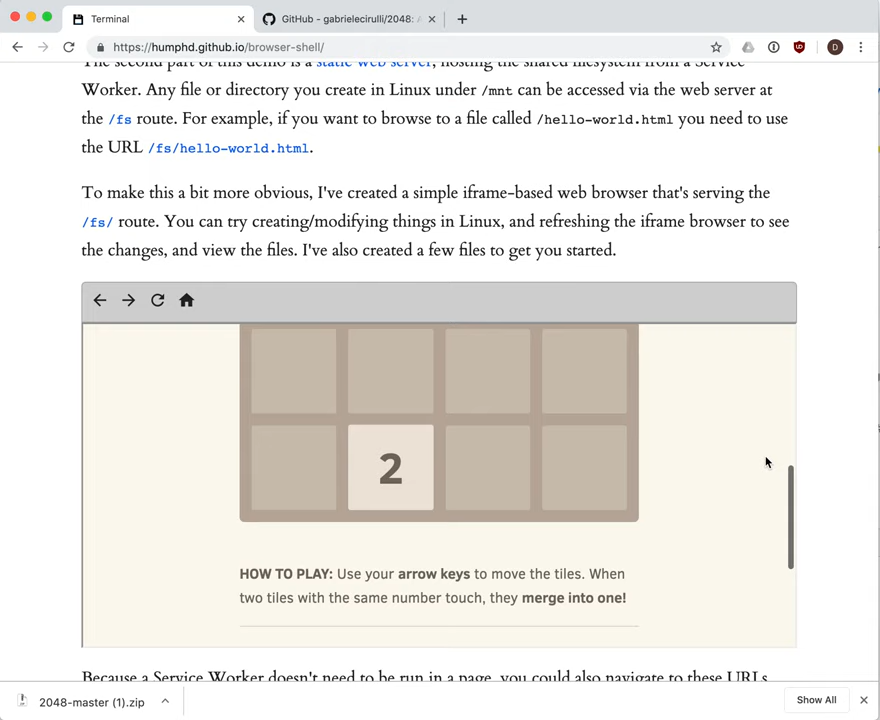 Terminal
GitHub - gabrielecirulli/2048:
https://humphd.github.io/browser-shell/
D
The second part of this demo is a static web server, hosting the shared filesystem from a Service
Worker. Any file or directory you create in Linux under /mnt can be accessed via the web server at
the /fs route. For example, if you want to browse to a file called /hello-world.html you need to use
the URL /fs/hello-world.html.
To make this a bit more obvious, I've created a simple iframe-based web browser that's serving the
/fs/ route. You can try creating/modifying things in Linux, and refreshing the iframe browser to see
the changes, and view the files. I've also created a few files to get you started.
2
HOW TO PLAY: Use your arrow keys to move the tiles. When
two tiles with the same number touch, they merge into one!
Because a Service Worker doesn't need to be run in a page, you could also navigate to these URLs
2048-master (1).zip
Show All